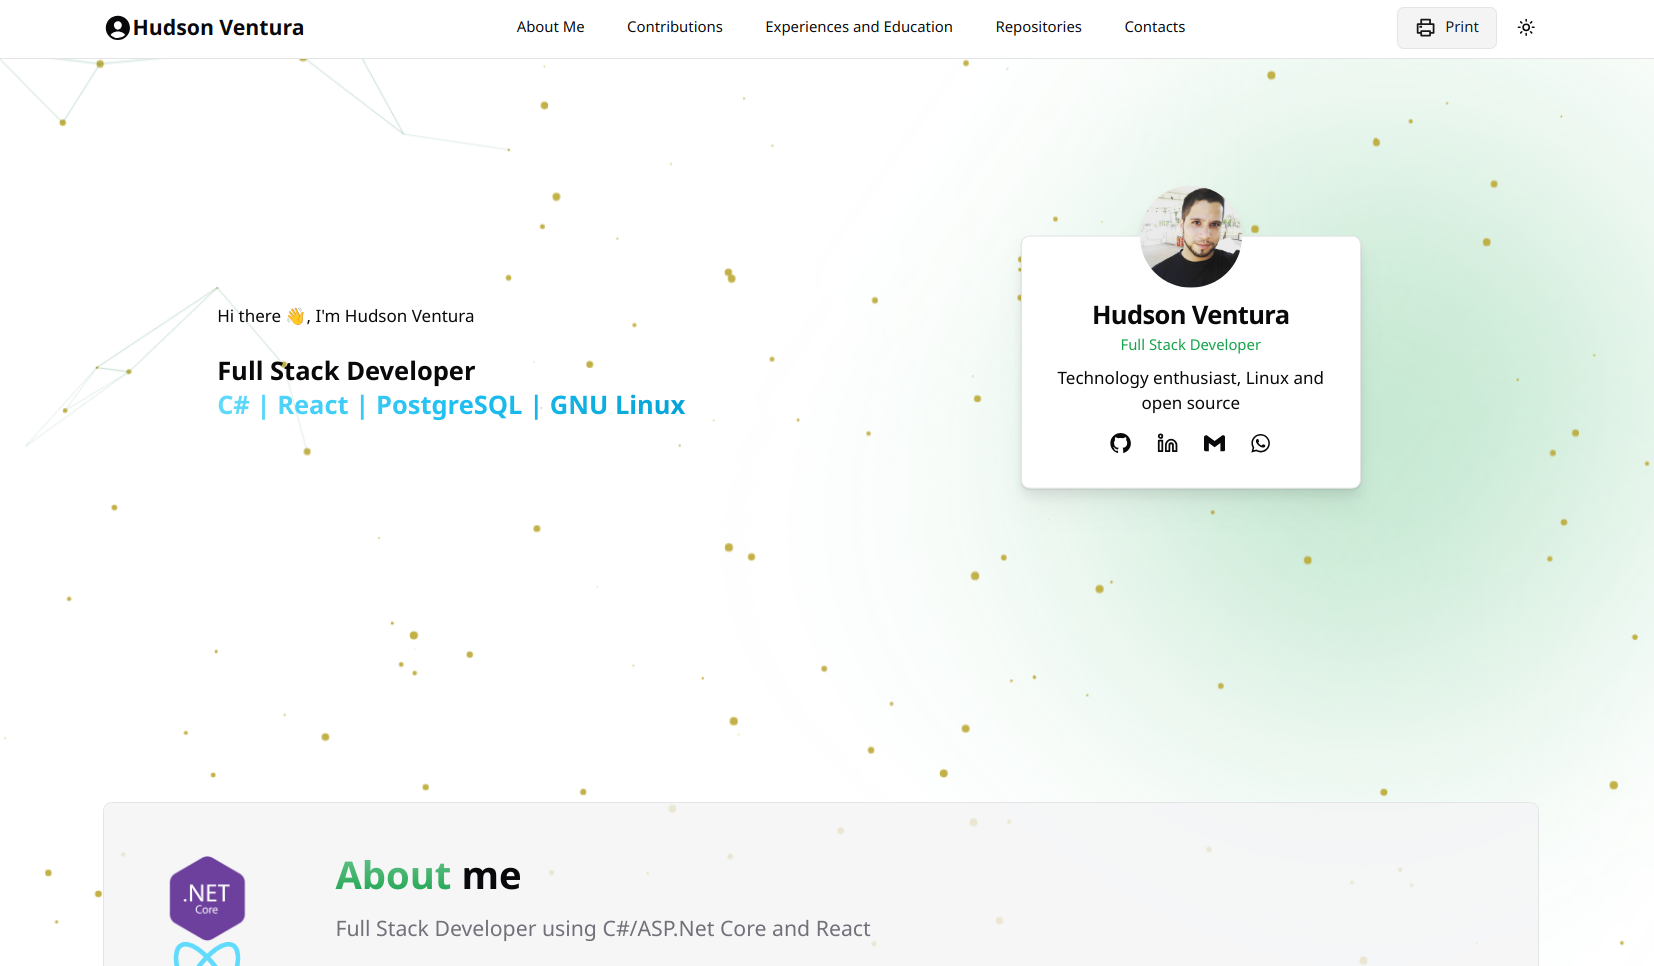 Hudson Ventura
About Me
Contributions
Experiences and Education
Repositories
Contacts
Print
Hi there 👋, I'm Hudson Ventura
Full Stack Developer
C# | React | PostgreSQL | GNU Linux
Hudson Ventura
Full Stack Developer
Technology enthusiast, Linux and
open source
.NET
Core
About me
Full Stack Developer using C#/ASP.Net Core and React